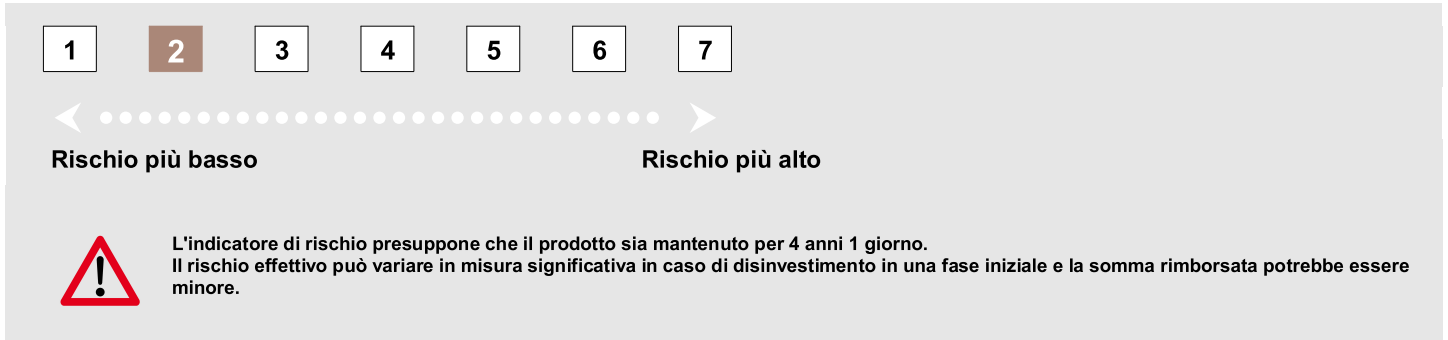 1 2 3 4 5 6 7
Rischio più basso Rischio più alto
L'indicatore di rischio presuppone che il prodotto sia mantenuto per 4 anni 1 giorno.
Il rischio effettivo può variare in misura significativa in caso di disinvestimento in una fase iniziale e la somma rimborsata potrebbe essere
minore.